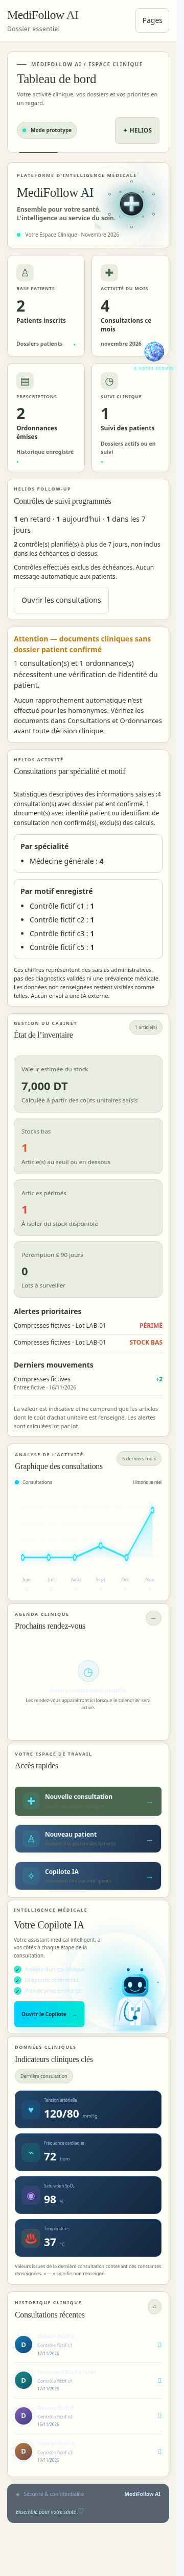 MediFollow AI
Dossier essentiel
Pages
MEDIFOLLOW AI / ESPACE CLINIQUE
Tableau de bord
Votre activité clinique, vos dossiers et vos priorités en
un regard.
Mode prototype
+ HELIOS
PLATEFORME D'INTELLIGENCE MÉDICALE
MediFollow AI
Ensemble pour votre santé.
L'intelligence au service du soin.
Votre Espace Clinique · Novembre 2026
BASE PATIENTS
2
Patients inscrits
Dossiers patients
ACTIVITÉ DU MOIS
4
Consultations ce
mois
novembre 2026
PRESCRIPTIONS
2
Ordonnances
émises
Historique enregistré
SUIVI CLINIQUE
1
Suivi des patients
Dossiers actifs ou en
suivi
HELIOS FOLLOW-UP
Contrôles de suivi programmés
1 en retard · 1 aujourd'hui · 1 dans les 7
jours
2 contrôle(s) planifié(s) à plus de 7 jours, non inclus
dans les échéances ci-dessus.
Contrôles effectués exclus des échéances. Aucun
message automatique aux patients.
Ouvrir les consultations
Attention — documents cliniques sans
dossier patient confirmé
1 consultation(s) et 1 ordonnance(s)
nécessitent une vérification de l'identité du
patient.
Aucun rapprochement automatique n'est
effectué pour les homonymes. Vérifiez les
documents dans Consultations et Ordonnances
avant toute décision clinique.
HELIOS ACTIVITÉ
Consultations par spécialité et motif
Statistiques descriptives des informations saisies :4
consultation(s) avec dossier patient confirmé. 1
document(s) avec identité patient ou identifiant de
consultation non confirmé(s), exclu(s) des calculs.
Par spécialité
• Médecine générale : 4
Par motif enregistré
• Contrôle fictif c1 : 1
• Contrôle fictif c2 : 1
• Contrôle fictif c3 : 1
• Contrôle fictif c5 : 1
Ces chiffres représentent des saisies administratives,
pas des diagnostics validés ni une prévalence médicale.
Les données non renseignées restent visibles comme
telles. Aucun envoi à une IA externe.
GESTION DU CABINET
État de l'inventaire
1 article(s)
Valeur estimée du stock
7,000 DT
Calculée à partir des coûts unitaires saisis
Stocks bas
1
Article(s) au seuil ou en dessous
Articles périmés
1
À isoler du stock disponible
Péremption ≤ 90 jours
0
Lots à surveiller
Alertes prioritaires
Compresses fictives · Lot LAB-01 PÉRIMÉ
Compresses fictives · Lot LAB-01 STOCK BAS
Derniers mouvements
Compresses fictives +2
Entrée fictive · 16/11/2026
La valeur est indicative et ne comprend que les articles
dont le coût d'achat unitaire est renseigné. Les alertes
sont calculées lot par lot.
ANALYSE DE L'ACTIVITÉ
Graphique des consultations
6 derniers mois
Consultations
Historique réel
Juin Juil Août Sept Oct Nov
AGENDA CLINIQUE
Prochains rendez-vous
—
Les rendez-vous apparaîtront ici lorsque le calendrier sera
activé.
VOTRE ESPACE DE TRAVAIL
Accès rapides
Nouvelle consultation
Nouveau patient
Copilote IA
INTELLIGENCE MÉDICALE
Votre Copilote IA
Votre assistant médical intelligent, à
vos côtés à chaque étape de la
consultation.
Ouvrir le Copilote
DONNÉES CLINIQUES
Indicateurs cliniques clés
Dernière consultation
Tension artérielle
120/80 mmHg
Fréquence cardiaque
72 bpm
Saturation SpO₂
98 %
Température
37 °C
Valeurs issues de la dernière consultation contenant des constantes
renseignées. « — » signifie non renseigné.
HISTORIQUE CLINIQUE
Consultations récentes
4
D
Contrôle fictif c1
17/11/2026
D
Contrôle fictif c5
17/11/2026
D
Contrôle fictif c2
16/11/2026
D
Contrôle fictif c3
10/11/2026
Sécurité & confidentialité
MediFollow AI
Ensemble pour votre santé